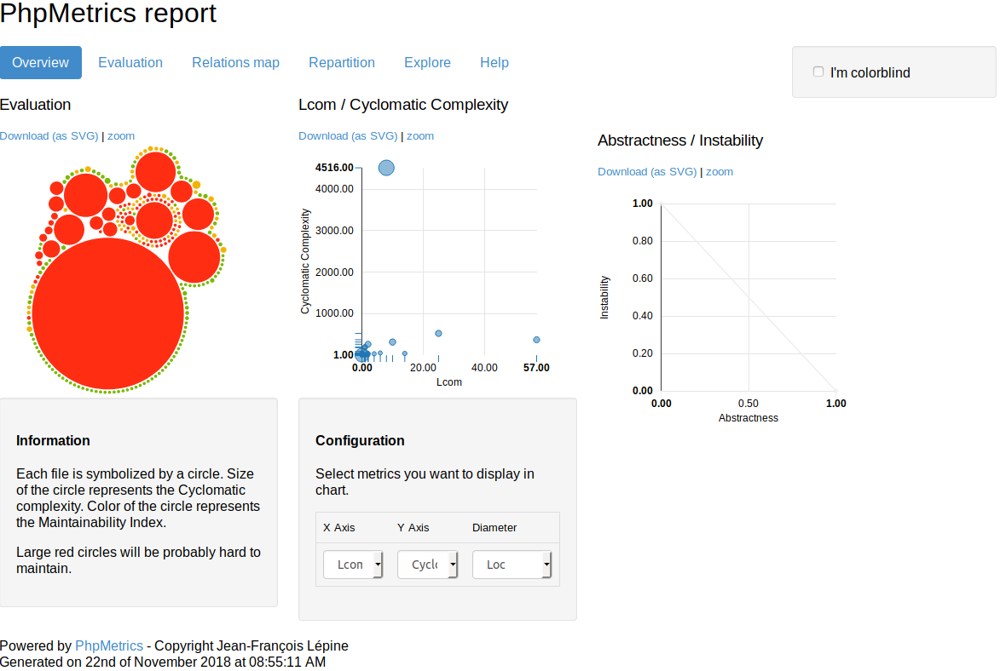 PhpMetrics report
Overview Evaluation Relations map Repartition Explore Help
I'm colorblind
Evaluation
Download (as SVG) | zoom
Information
Each file is symbolized by a circle. Size
of the circle represents the Cyclomatic
complexity. Color of the circle represents
the Maintainability Index.
Large red circles will be probably hard to
maintain.
Lcom / Cyclomatic Complexity
Download (as SVG) | zoom
4516.00
4000.00
3000.00
2000.00
1000.00
1.00
Cyclomatic Complexity
0.00 20.00 40.00 57.00
Lcom
Configuration
Select metrics you want to display in
chart.
X Axis Y Axis Diameter
Lcom Cyclo Loc
Abstractness / Instability
Download (as SVG) | zoom
1.00
0.80
0.60
0.40
0.20
0.00
Instability
0.00 0.50 1.00
Abstractness
Powered by PhpMetrics - Copyright Jean-François Lépine
Generated on 22nd of November 2018 at 08:55:11 AM